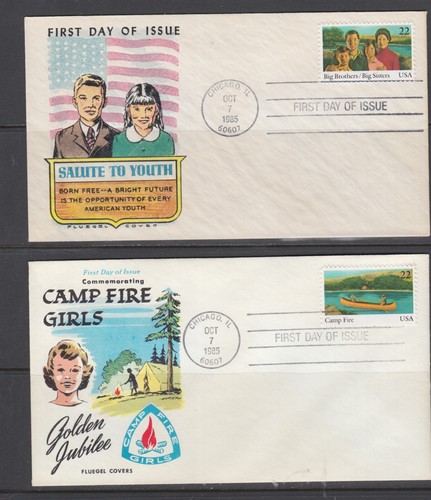 FIRST DAY OF ISSUE
SALUTE TO YOUTH
BORN FREE--A BRIGHT FUTURE
IS THE OPPORTUNITY OF EVERY
AMERICAN YOUTH
FLUEGEL COVER
CHICAGO, IL
OCT
7
1985
60607
FIRST DAY OF ISSUE
22
Big Brothers/Big Sisters
USA
First Day of Issue
Commemorating
CAMP FIRE
GIRLS
Golden
Jubilee
CAMP FIRE
GIRLS
FLUEGEL COVERS
CHICAGO, IL
OCT
7
1985
60607
FIRST DAY OF ISSUE
22
Camp Fire
USA